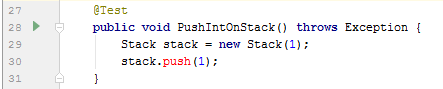 27 @Test
28 public void PushIntOnStack() throws Exception {
29 Stack stack = new Stack(1);
30 stack.push(1);
31 }